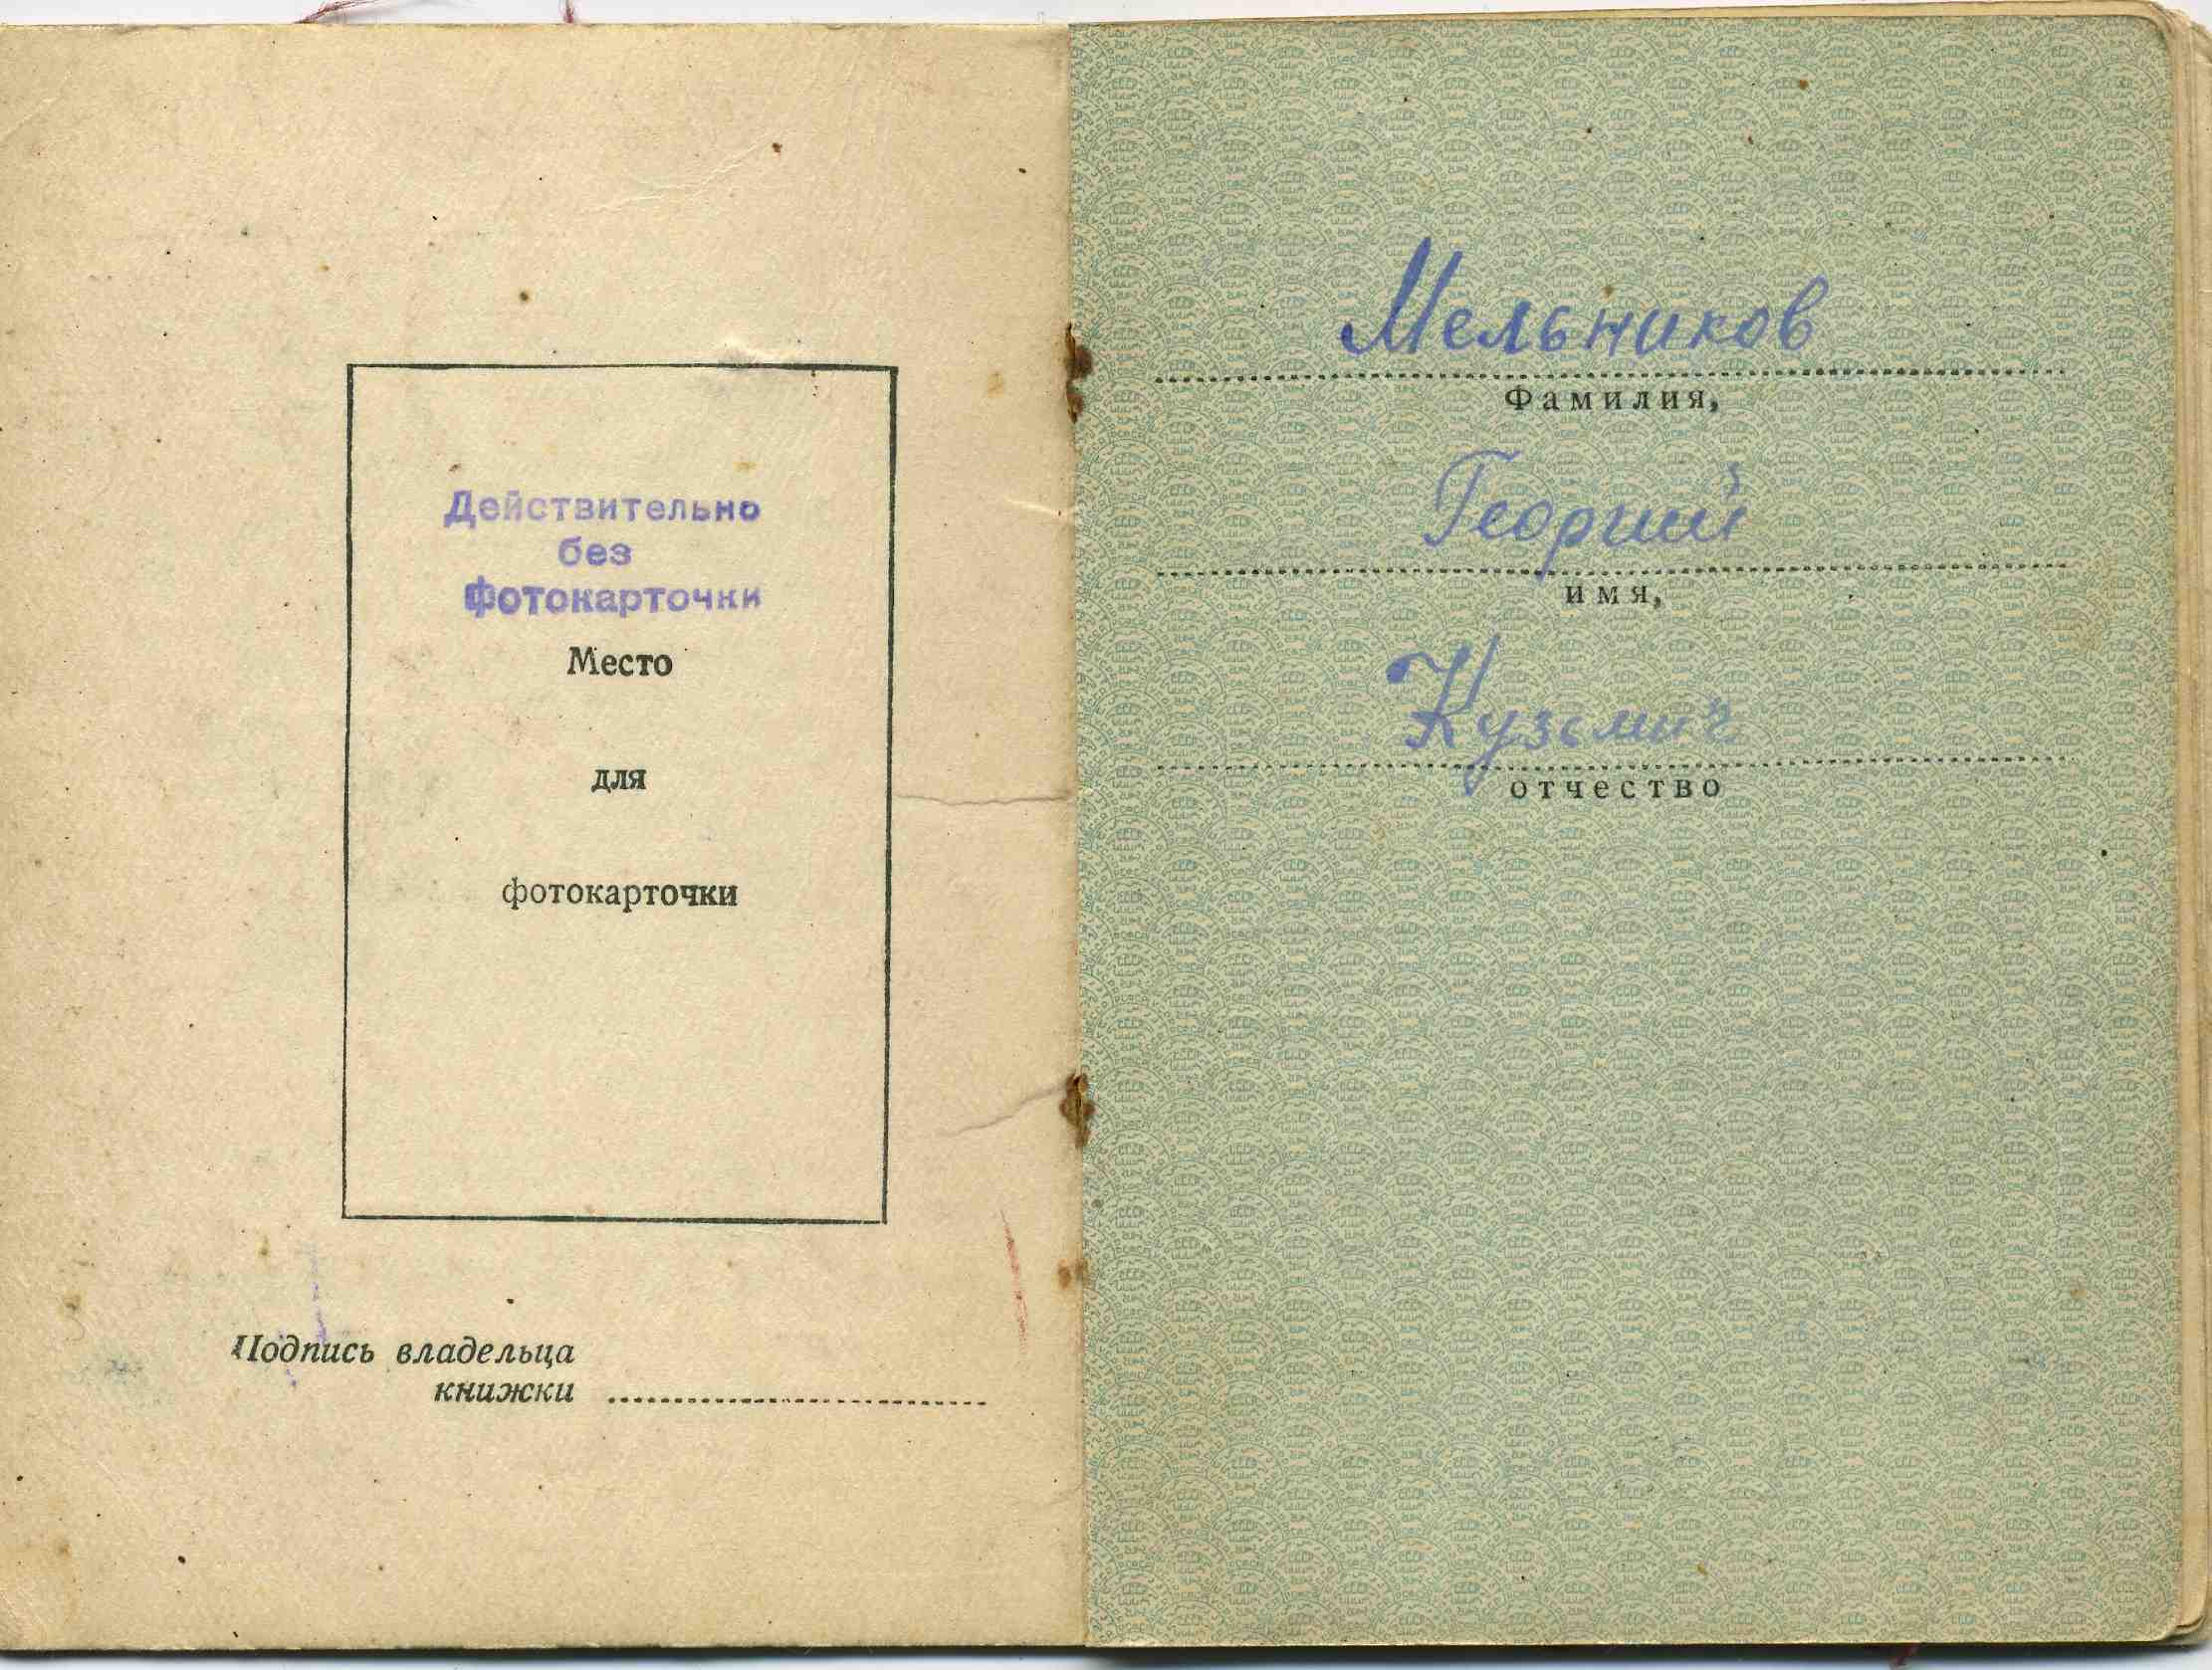 Действительно
без
фотокарточки
Место
для
фотокарточки
Подпись владельца
книжки
Мельников
Фамилия,
Георгий
имя,
Кузьмич
отчество